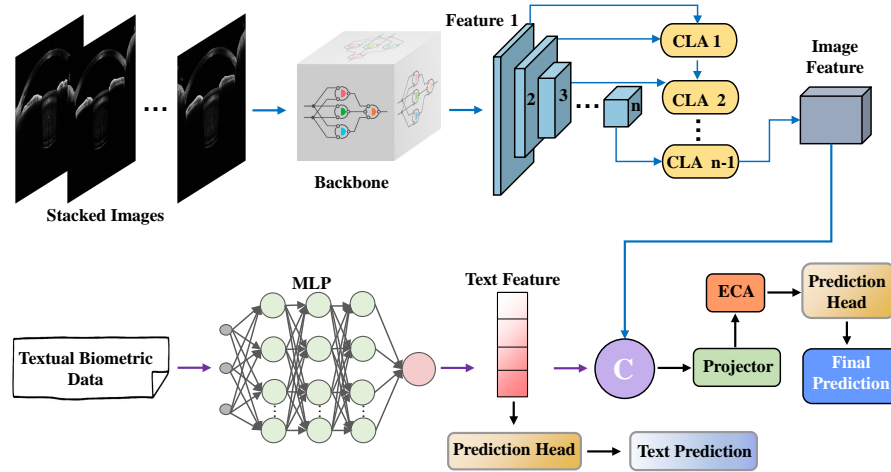 Feature 1
CLA 1
Image
Feature
2
3
n
CLA 2
CLA n-1
Backbone
Stacked Images
MLP
Text Feature
Textual Biometric
Data
C
ECA
Prediction
Head
Projector
Final
Prediction
Prediction Head
Text Prediction